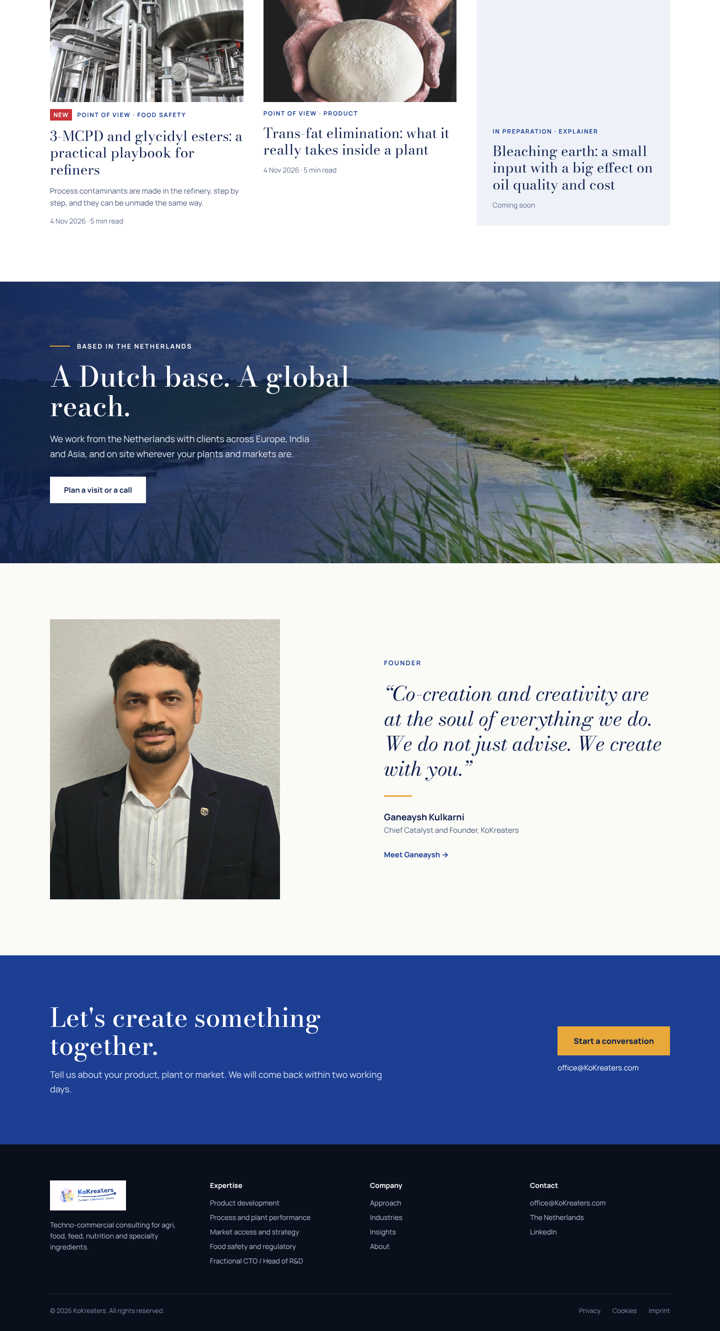 NEW POINT OF VIEW · FOOD SAFETY
3-MCPD and glycidyl esters: a
practical playbook for
refiners
Process contaminants are made in the refinery, step by
step, and they can be unmade the same way.
4 Nov 2026 · 5 min read
POINT OF VIEW · PRODUCT
Trans-fat elimination: what it
really takes inside a plant
4 Nov 2026 · 5 min read
IN PREPARATION · EXPLAINER
Bleaching earth: a small
input with a big effect on
oil quality and cost
Coming soon
BASED IN THE NETHERLANDS
A Dutch base. A global
reach.
We work from the Netherlands with clients across Europe, India
and Asia, and on site wherever your plants and markets are.
Plan a visit or a call
FOUNDER
“Co-creation and creativity are
at the soul of everything we do.
We do not just advise. We create
with you.”
Ganeaysh Kulkarni
Chief Catalyst and Founder, KoKreaters
Meet Ganeaysh →
Let's create something
together.
Tell us about your product, plant or market. We will come back within two working
days.
Start a conversation
office@KoKreaters.com
KoKreaters
Techno-commercial consulting for agri,
food, feed, nutrition and specialty
ingredients.
Expertise
Product development
Process and plant performance
Market access and strategy
Food safety and regulatory
Fractional CTO / Head of R&D
Company
Approach
Industries
Insights
About
Contact
office@KoKreaters.com
The Netherlands
LinkedIn
© 2026 KoKreaters. All rights reserved.
Privacy Cookies Imprint